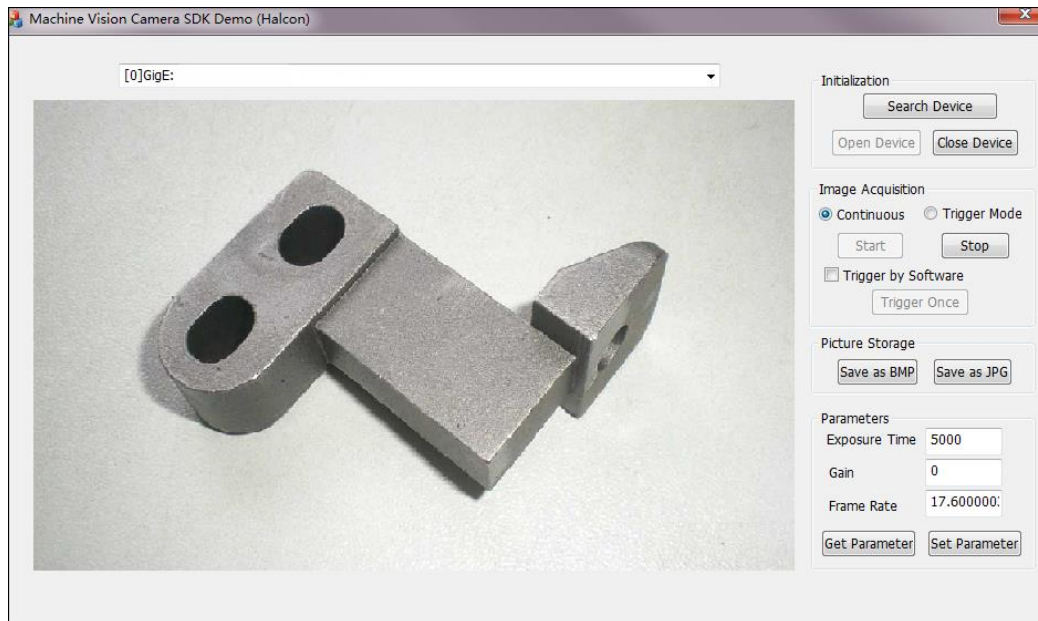 Machine Vision Camera SDK Demo (Halcon)
[0]GigE:
Initialization
Search Device
Open Device Close Device
Image Acquisition
Continuous Trigger Mode
Start Stop
Trigger by Software
Trigger Once
Picture Storage
Save as BMP Save as JPG
Parameters
Exposure Time 5000
Gain 0
Frame Rate 17.600000
Get Parameter Set Parameter